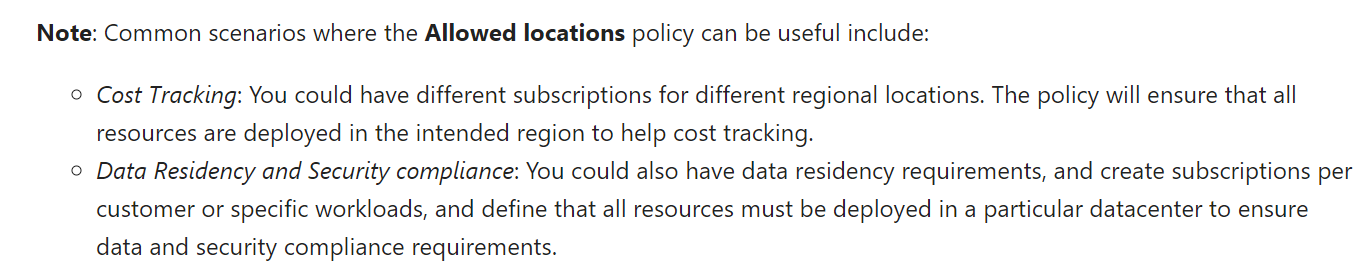 Note: Common scenarios where the Allowed locations policy can be useful include:
○ Cost Tracking: You could have different subscriptions for different regional locations. The policy will ensure that all
resources are deployed in the intended region to help cost tracking.
○ Data Residency and Security compliance: You could also have data residency requirements, and create subscriptions per
customer or specific workloads, and define that all resources must be deployed in a particular datacenter to ensure
data and security compliance requirements.